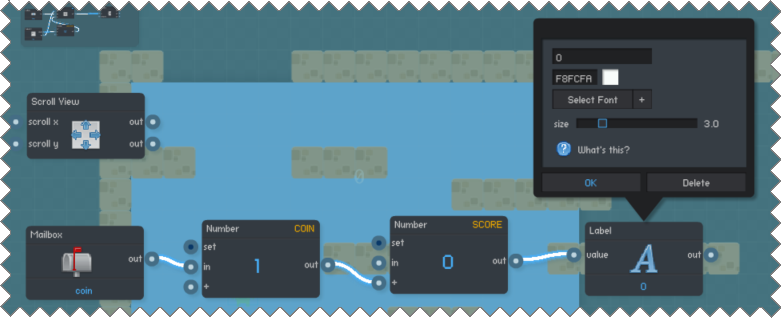 0
F8FCFA
Select Font +
size 3.0
? What's this?
OK Delete
Scroll View
scroll x out
scroll y out
0
Mailbox
out
coin
Number COIN
set
in 1 out
+
Number SCORE
set
in 0 out
+
Label
value A out
0